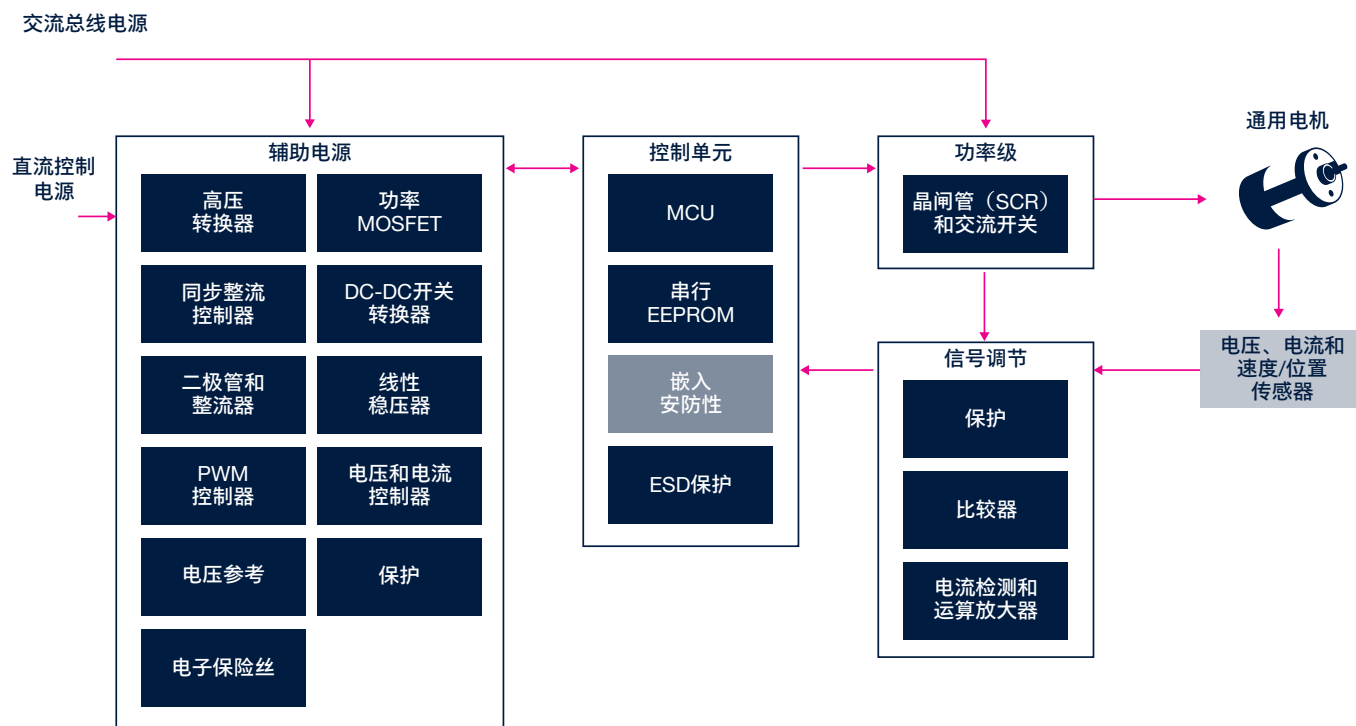 交流总线电源
直流控制
电源
辅助电源
高压
转换器
功率
MOSFET
同步整流
控制器
DC-DC开关
转换器
二极管和
整流器
线性
稳压器
PWM
控制器
电压和电流
控制器
电压参考
保护
电子保险丝
控制单元
MCU
串行
EEPROM
嵌入
安防性
ESD保护
功率级
晶闸管（SCR）
和交流开关
信号调节
保护
比较器
电流检测和
运算放大器
通用电机
电压、电流和
速度/位置
传感器